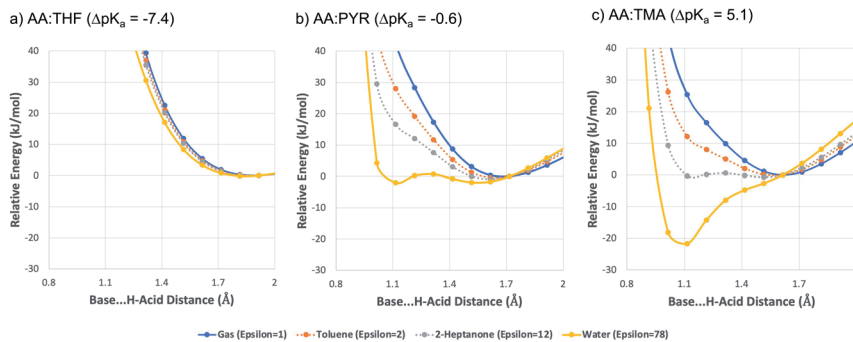 a) AA:THF (ΔpKa = -7.4)
b) AA:PYR (ΔpKa = -0.6)
c) AA:TMA (ΔpKa = 5.1)
Relative Energy (kJ/mol)
40
30
20
10
0
-10
-20
-30
0.8 1.1 1.4 1.7 2
Base...H-Acid Distance (Å)
Relative Energy (kJ/mol)
40
30
20
10
0
-10
-20
-30
0.8 1.1 1.4 1.7 2
Base...H-Acid Distance (Å)
Relative Energy (kJ/mol)
40
30
20
10
0
-10
-20
-30
0.8 1.1 1.4 1.7
Base...H-Acid Distance (Å)
Gas (Epsilon=1) Toluene (Epsilon=2) 2-Heptanone (Epsilon=12) Water (Epsilon=78)